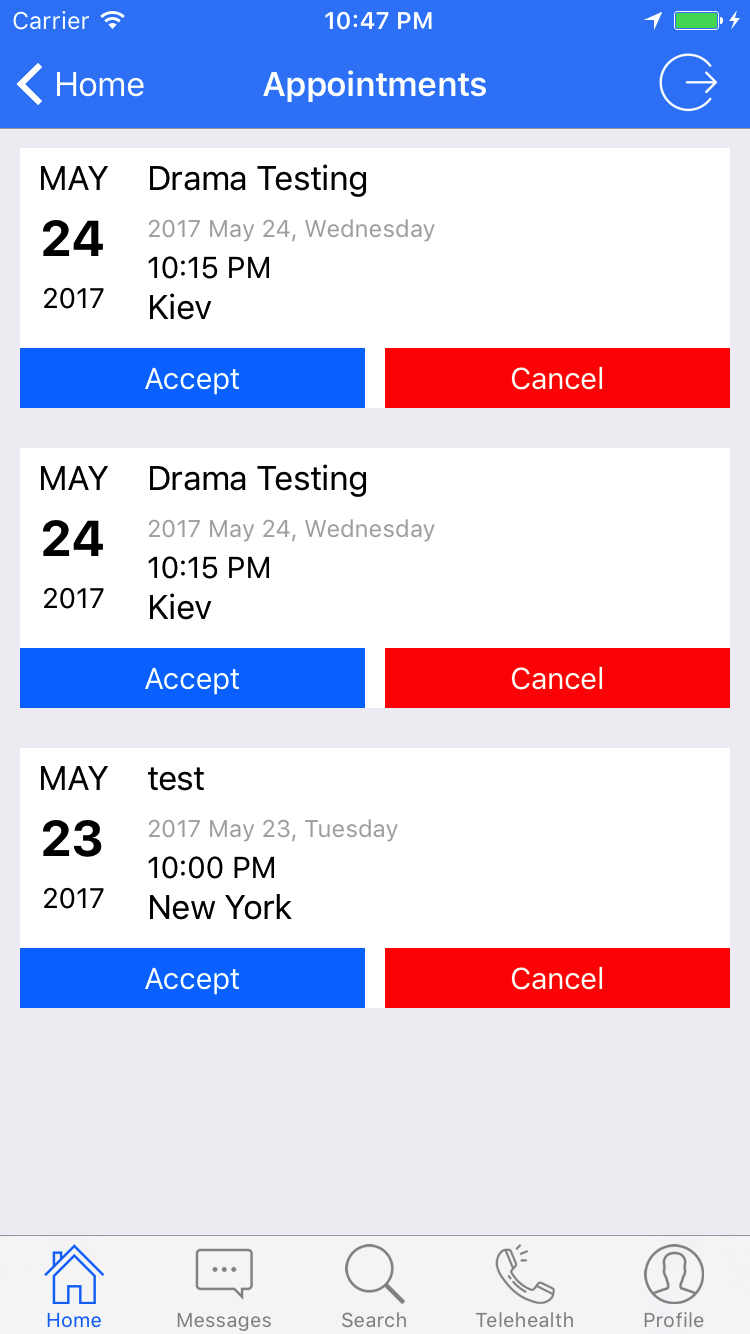 Carrier 10:47 PM
Home Appointments
MAY Drama Testing
24 2017 May 24, Wednesday
10:15 PM
2017 Kiev
Accept Cancel
MAY Drama Testing
24 2017 May 24, Wednesday
10:15 PM
2017 Kiev
Accept Cancel
MAY test
23 2017 May 23, Tuesday
10:00 PM
2017 New York
Accept Cancel
Home Messages Search Telehealth Profile